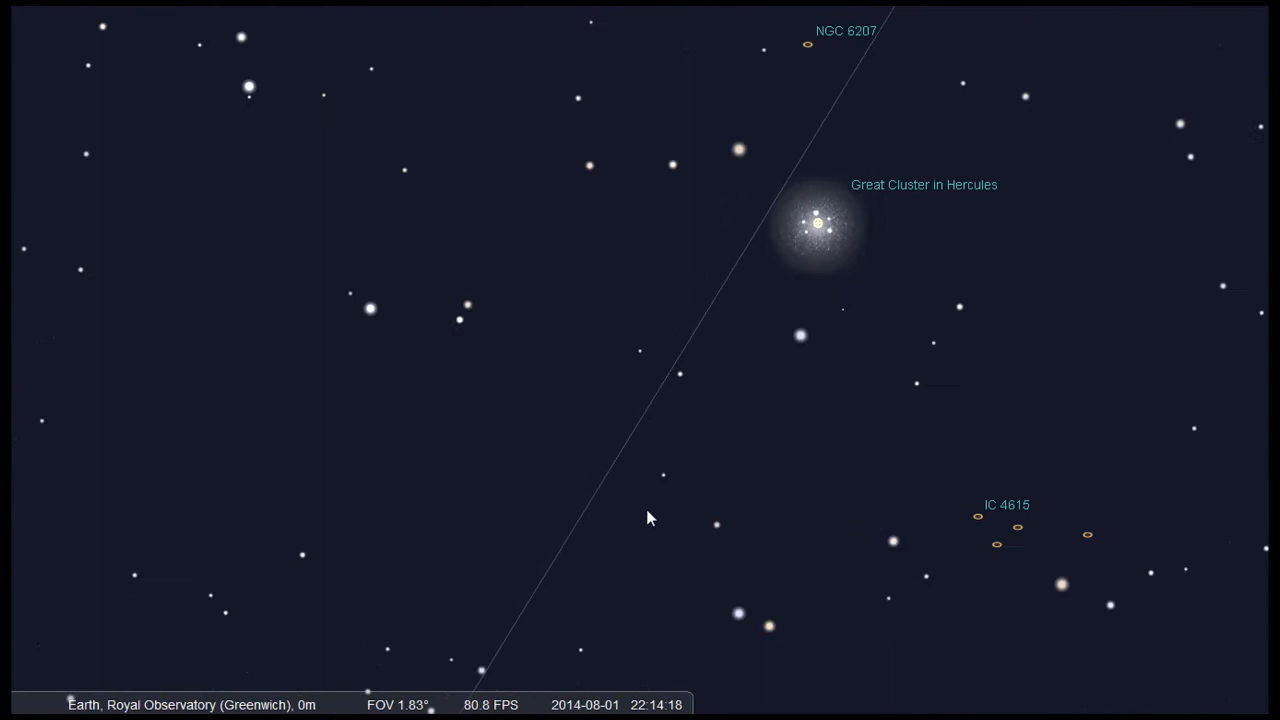 NGC 6207
Great Cluster in Hercules
IC 4615
Earth, Royal Observatory (Greenwich), 0m FOV 1.83° 80.8 FPS 2014-08-01 22:14:18